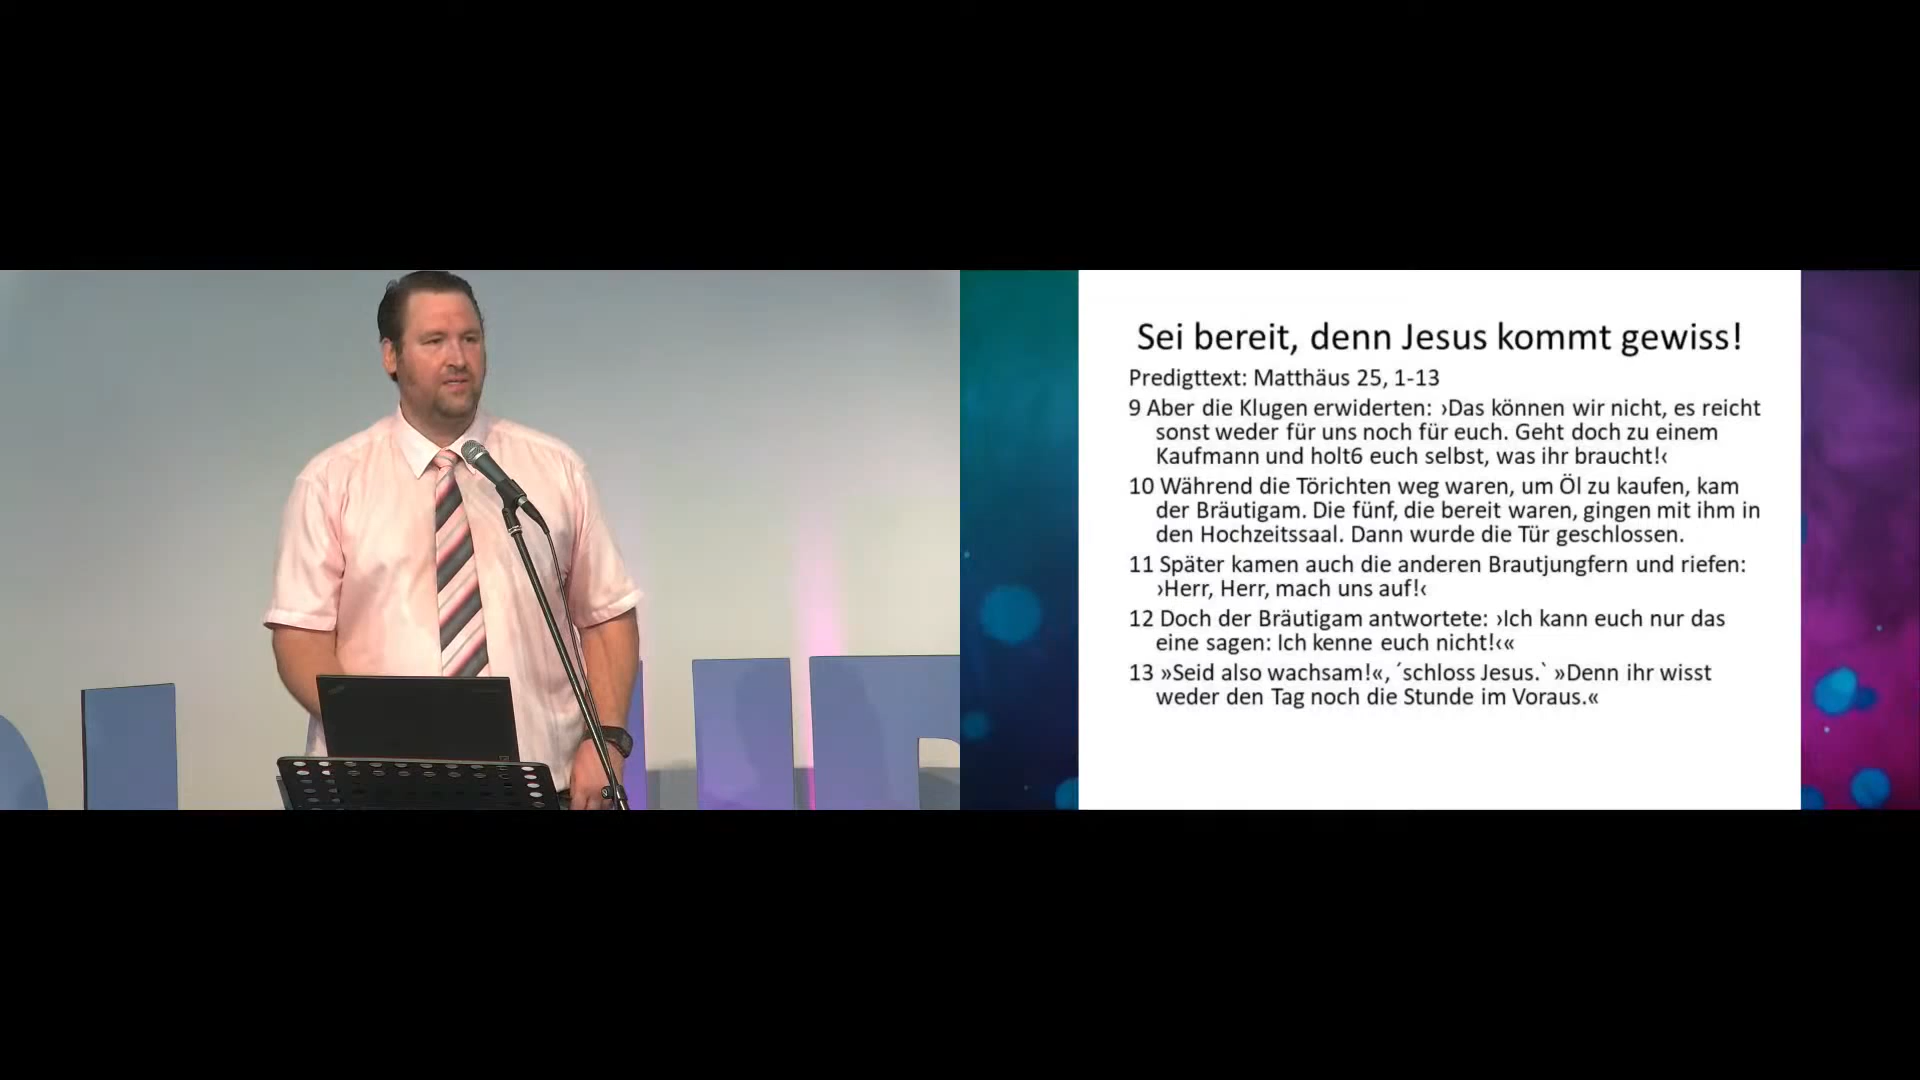 Sei bereit, denn Jesus kommt gewiss!
Predigttext: Matthäus 25, 1-13
9 Aber die Klugen erwiderten: ›Das können wir nicht, es reicht
sonst weder für uns noch für euch. Geht doch zu einem
Kaufmann und holt6 euch selbst, was ihr braucht!‹
10 Während die Törichten weg waren, um Öl zu kaufen, kam
der Bräutigam. Die fünf, die bereit waren, gingen mit ihm in
den Hochzeitssaal. Dann wurde die Tür geschlossen.
11 Später kamen auch die anderen Brautjungfern und riefen:
›Herr, Herr, mach uns auf!‹
12 Doch der Bräutigam antwortete: ›Ich kann euch nur das
eine sagen: Ich kenne euch nicht!‹«
13 »Seid also wachsam!«, ´schloss Jesus.` »Denn ihr wisst
weder den Tag noch die Stunde im Voraus.«